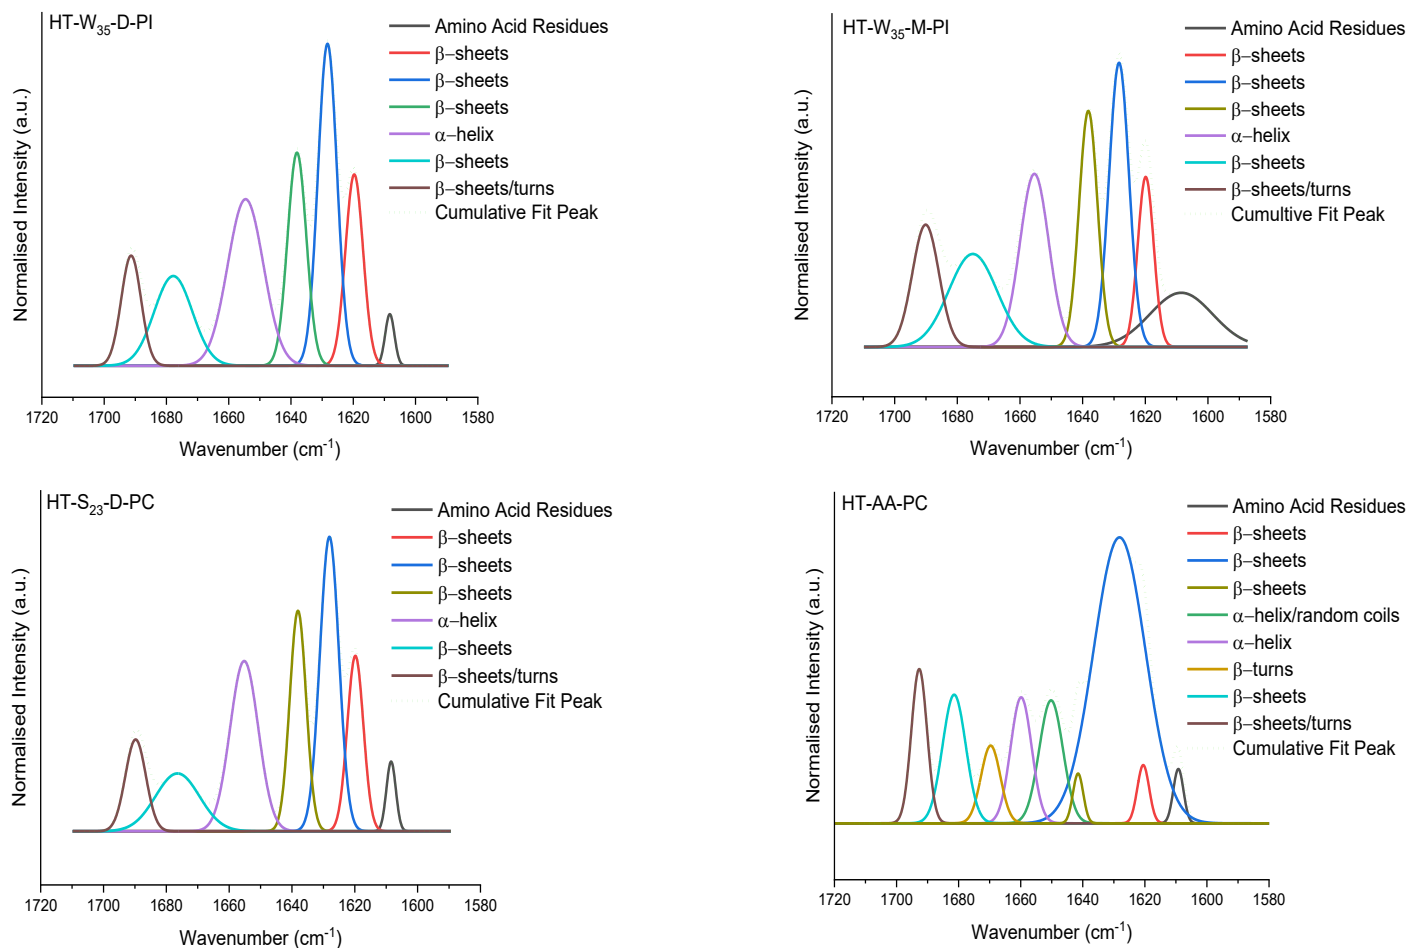 HT-W35-D-PI
Normalised Intensity (a.u.)
Amino Acid Residues
β−sheets
β−sheets
β−sheets
α−helix
β−sheets
β−sheets/turns
Cumulative Fit Peak
1720 1700 1680 1660 1640 1620 1600 1580
Wavenumber (cm-1)
HT-W35-M-PI
Normalised Intensity (a.u.)
Amino Acid Residues
β−sheets
β−sheets
β−sheets
α−helix
β−sheets
β−sheets/turns
Cumultive Fit Peak
1720 1700 1680 1660 1640 1620 1600 1580
Wavenumber (cm-1)
HT-S23-D-PC
Normalised Intensity (a.u.)
Amino Acid Residues
β−sheets
β−sheets
β−sheets
α−helix
β−sheets
β−sheets/turns
Cumulative Fit Peak
1720 1700 1680 1660 1640 1620 1600 1580
Wavenumber (cm-1)
HT-AA-PC
Normalised Intensity (a.u.)
Amino Acid Residues
β−sheets
β−sheets
β−sheets
α−helix/random coils
α−helix
β−turns
β−sheets
β−sheets/turns
Cumulative Fit Peak
1720 1700 1680 1660 1640 1620 1600 1580
Wavenumber (cm-1)